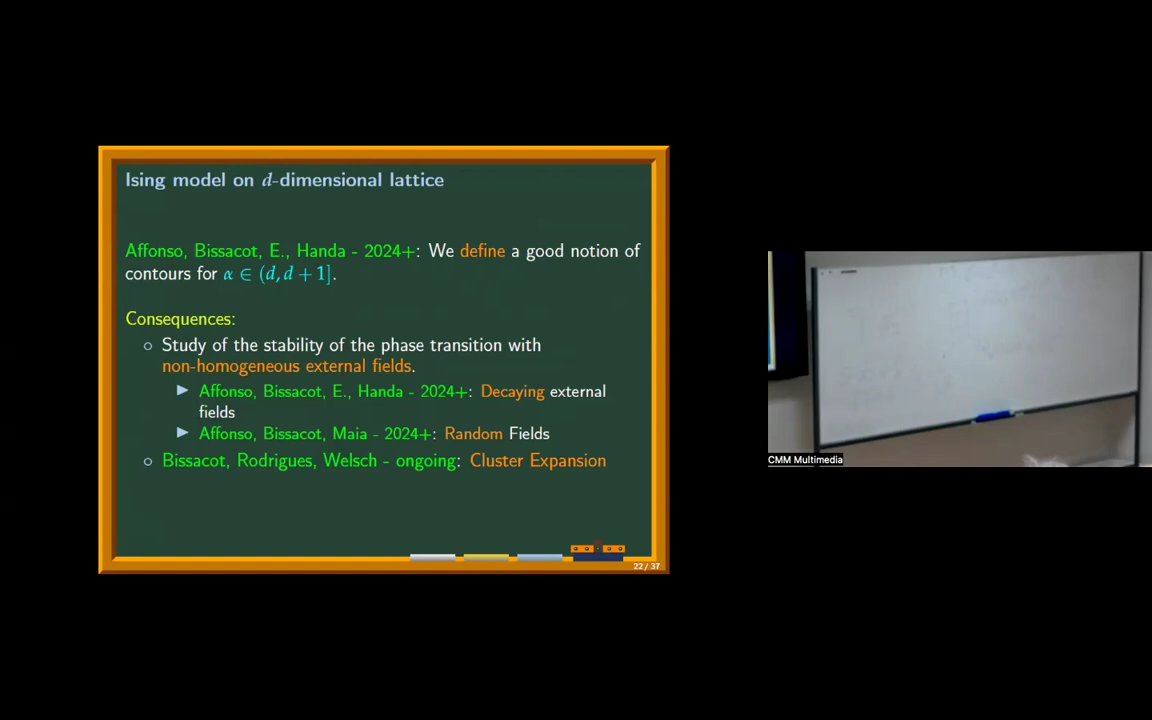 Ising model on d-dimensional lattice
Affonso, Bissacot, E., Handa - 2024+: We define a good notion of
contours for α ∈ (d, d + 1].
Consequences:
○ Study of the stability of the phase transition with
non-homogeneous external fields.
▶ Affonso, Bissacot, E., Handa - 2024+: Decaying external
fields
▶ Affonso, Bissacot, Maia - 2024+: Random Fields
○ Bissacot, Rodrigues, Welsch - ongoing: Cluster Expansion
22 / 37
CMM Multimedia